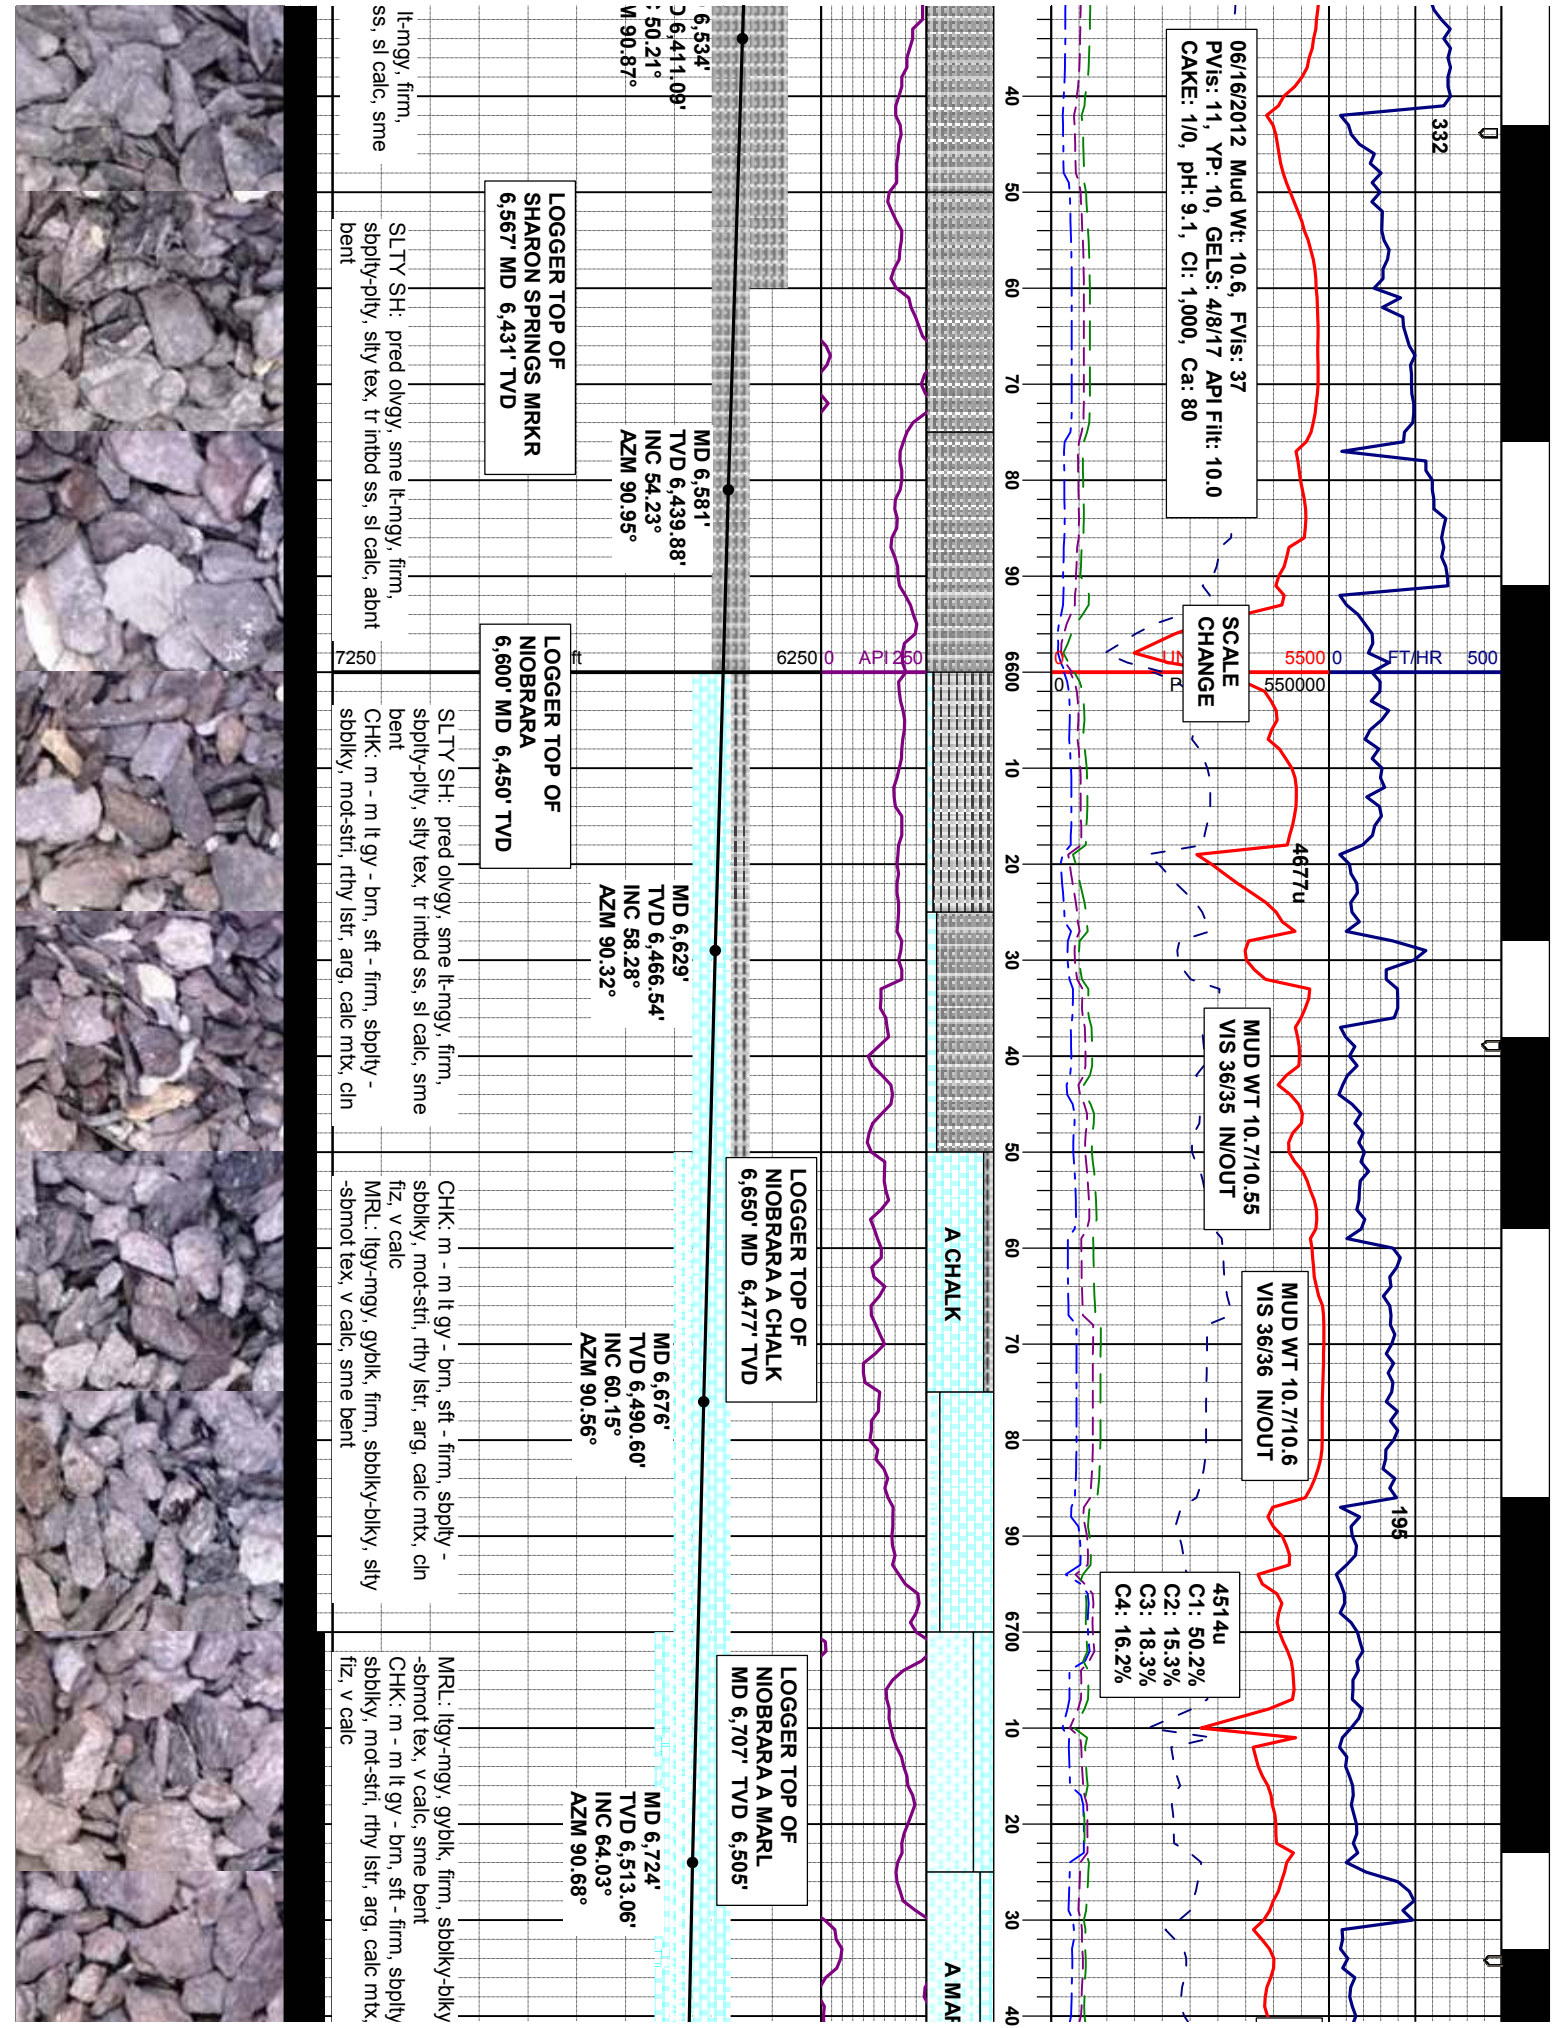 332
06/16/2012 Mud Wt: 10.6, FVis: 37
PVis: 11, YP: 10, GELS: 4/8/17 API Filt: 10.0
CAKE: 1/0, pH: 9.1, Cl: 1,000, Ca: 80
SCALE
CHANGE
0 FT/HR 500
0 5500
0 550000
4677u
MUD WT 10.7/10.55
VIS 36/35 IN/OUT
MUD WT 10.7/10.6
VIS 36/36 IN/OUT
195
4514u
C1: 50.2%
C2: 15.3%
C3: 18.3%
C4: 16.2%
40
50
60
70
80
90
6600
10
20
30
40
50
60
70
80
90
6700
10
20
30
40
A CHALK
0 API 250
7250 ft 6250
6,534'
6,411.09'
50.21°
90.87°
MD 6,581'
TVD 6,439.88'
INC 54.23°
AZM 90.95°
MD 6,629'
TVD 6,466.54'
INC 58.28°
AZM 90.32°
MD 6,676'
TVD 6,490.60'
INC 60.15°
AZM 90.56°
MD 6,724'
TVD 6,513.06'
INC 64.03°
AZM 90.68°
LOGGER TOP OF
SHARON SPRINGS MRKR
6,567' MD 6,431' TVD
LOGGER TOP OF
NIOBRARA
6,600' MD 6,450' TVD
LOGGER TOP OF
NIOBRARA A CHALK
6,650' MD 6,477' TVD
LOGGER TOP OF
NIOBRARA A MARL
MD 6,707' TVD 6,505'
lt-mgy, firm,
ss, sl calc, sme
SLTY SH: pred olvgy, sme lt-mgy, firm,
sbplty-plty, slty tex, tr intbd ss, sl calc, abnt
bent
SLTY SH: pred olvgy, sme lt-mgy, firm,
sbplty-plty, slty tex, tr intbd ss, sl calc, sme
bent
CHK: m - m lt gy - brn, sft - firm, sbplty -
sbblky, mot-stri, rthy lstr, arg, calc mtx, cln
CHK: m - m lt gy - brn, sft - firm, sbplty -
sbblky, mot-stri, rthy lstr, arg, calc mtx, cln
fiz, v calc
MRL: ltgy-mgy, gyblk, firm, sbblky-blky, slty
-sbmot tex, v calc, sme bent
MRL: ltgy-mgy, gyblk, firm, sbblky-blky
-sbmot tex, v calc, sme bent
CHK: m - m lt gy - brn, sft - firm, sbplty
sbblky, mot-stri, rthy lstr, arg, calc mtx,
fiz, v calc